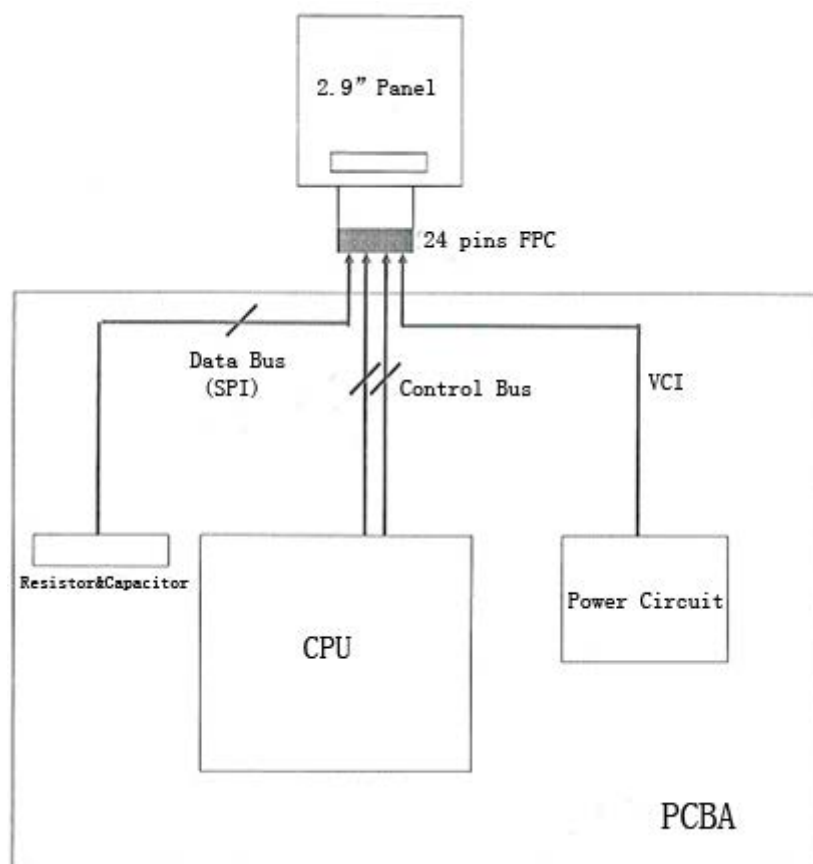 2.9” Panel
24 pins FPC
Data Bus
(SPI)
Control Bus
VCI
Resistor&Capacitor
CPU
Power Circuit
PCBA